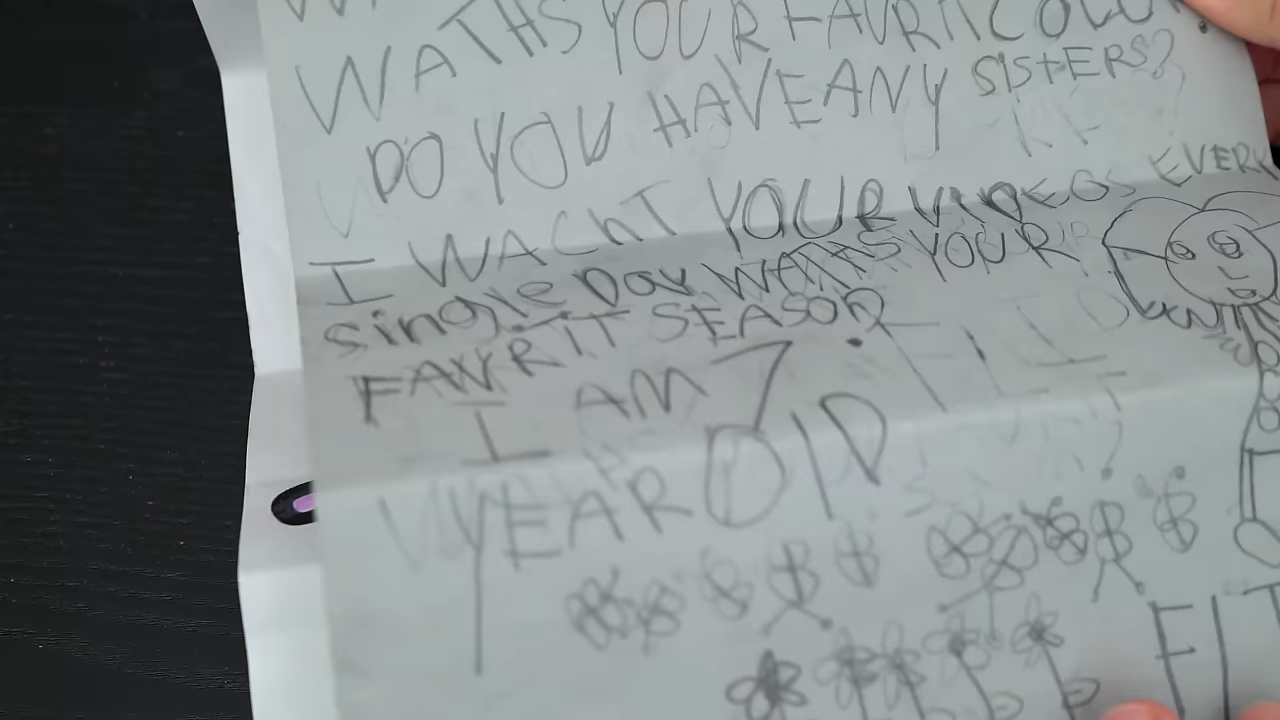 WATHS YOUR FAVRIT COLO
DO YOU HAVE ANY SISTERS?
I WACHT YOUR VIDEOS EVERY
single Day WATHS YOUR
FAVRIT SEASON
I AM 7
YEAR OlD
FIT